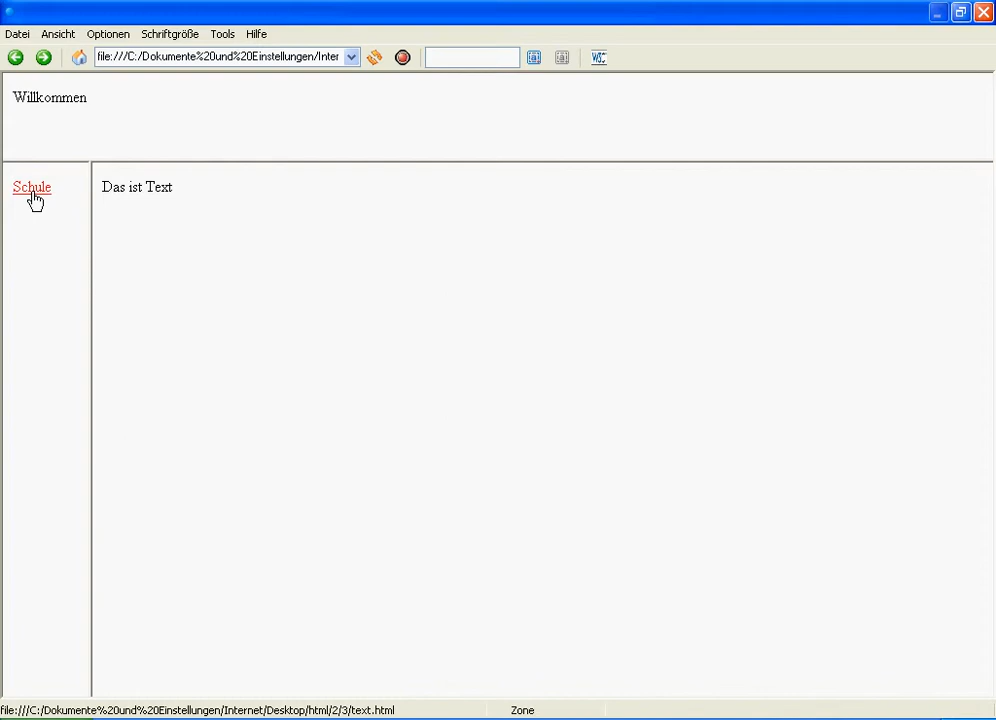 Datei Ansicht Optionen Schriftgröße Tools Hilfe
file:///C:/Dokumente%20und%20Einstellungen/Inter
W3C
Willkommen
Schule
Das ist Text
file:///C:/Dokumente%20und%20Einstellungen/Internet/Desktop/html/2/3/text.html Zone